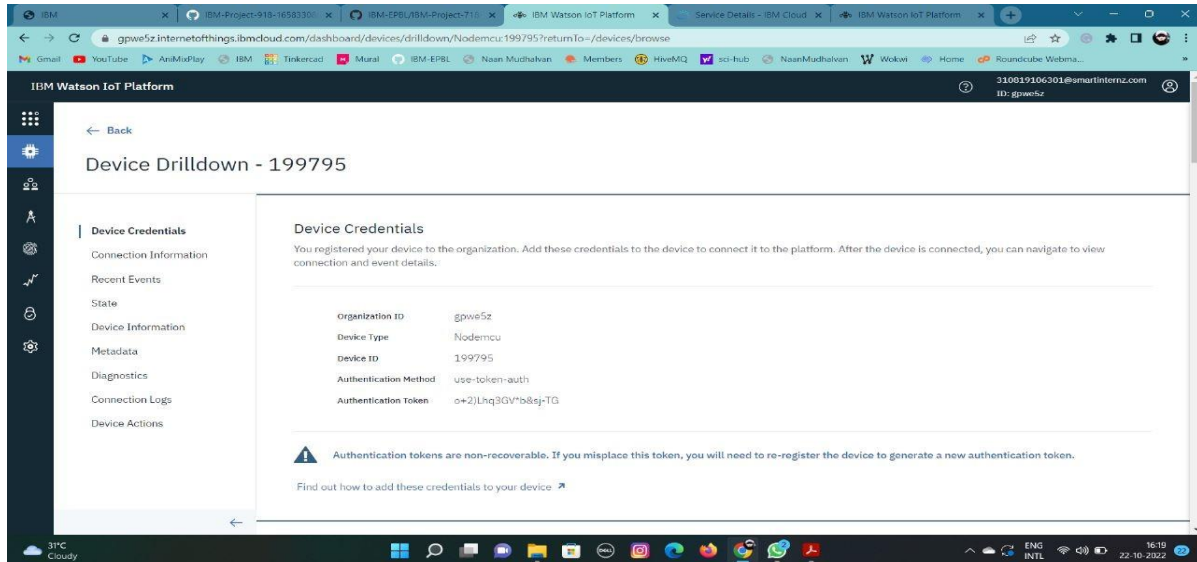 IBM
IBM-Project-918-16583300
IBM-EPBL/IBM-Project-718
IBM Watson IoT Platform
Service Details - IBM Cloud
IBM Watson IoT Platform
gpwe5z.internetofthings.ibmcloud.com/dashboard/devices/drilldown/Nodemcu:199795?returnTo=/devices/browse
Gmail
YouTube
AniMixPlay
IBM
Tinkercad
Mural
IBM-EPBL
Naan Mudhalvan
Members
HiveMQ
sci-hub
NaanMudhalvan
Wokwi
Home
Roundcube Webma...
IBM Watson IoT Platform
310819106301@smartinternz.com
ID: gpwe5z
Back
Device Drilldown - 199795
Device Credentials
Connection Information
Recent Events
State
Device Information
Metadata
Diagnostics
Connection Logs
Device Actions
Device Credentials
You registered your device to the organization. Add these credentials to the device to connect it to the platform. After the device is connected, you can navigate to view
connection and event details.
Organization ID gpwe5z
Device Type Nodemcu
Device ID 199795
Authentication Method use-token-auth
Authentication Token o+2)Lhq3GV*b&sj-TG
Authentication tokens are non-recoverable. If you misplace this token, you will need to re-register the device to generate a new authentication token.
Find out how to add these credentials to your device
31°C
Cloudy
ENG
INTL
16:19
22-10-2022
22